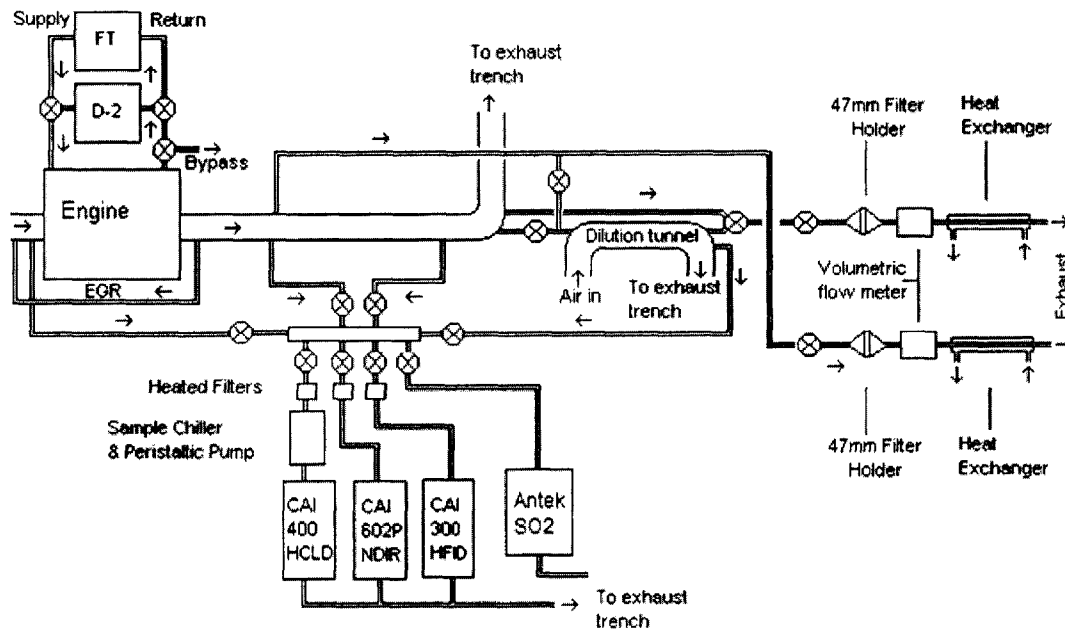 Supply
Return
FT
D-2
Bypass
Engine
EGR
To exhaust
trench
47mm Filter
Holder
Heat
Exchanger
Dilution tunnel
Air in
To exhaust
trench
Volumetric
flow meter
Exhaust
Heated Filters
Sample Chiller
& Peristaltic Pump
47mm Filter
Holder
Heat
Exchanger
CAI
400
HCLD
CAI
602P
NDIR
CAI
300
HFID
Antek
SO2
To exhaust
trench